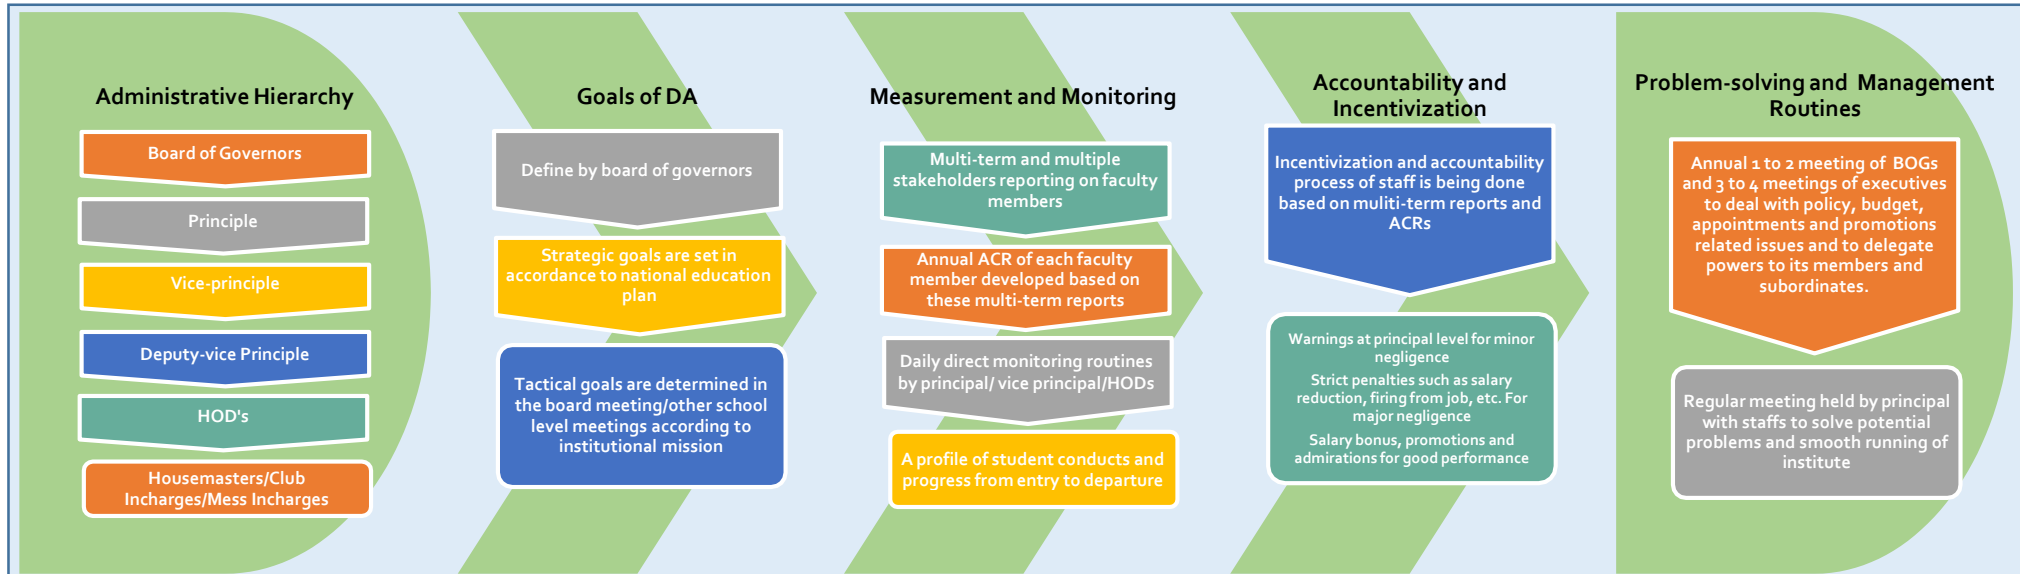 Administrative Hierarchy
Board of Governors
Principle
Vice-principle
Deputy-vice Principle
HOD's
Housemasters/Club
Incharges/Mess Incharges
Goals of DA
Define by board of governors
Strategic goals are set in
accordance to national education
plan
Tactical goals are determined in
the board meeting/other school
level meetings according to
institutional mission
Measurement and Monitoring
Multi-term and multiple
stakeholders reporting on faculty
members
Annual ACR of each faculty
member developed based on
these multi-term reports
Daily direct monitoring routines
by principal/ vice principal/HODs
A profile of student conducts and
progress from entry to departure
Accountability and
Incentivization
Incentivization and accountability
process of staff is being done
based on muliti-term reports and
ACRs
Warnings at principal level for minor
negligence
Strict penalties such as salary
reduction, firing from job, etc. For
major negligence
Salary bonus, promotions and
admirations for good performance
Problem-solving and Management
Routines
Annual 1 to 2 meeting of BOGs
and 3 to 4 meetings of executives
to deal with policy, budget,
appointments and promotions
related issues and to delegate
powers to its members and
subordinates.
Regular meeting held by principal
with staffs to solve potential
problems and smooth running of
institute